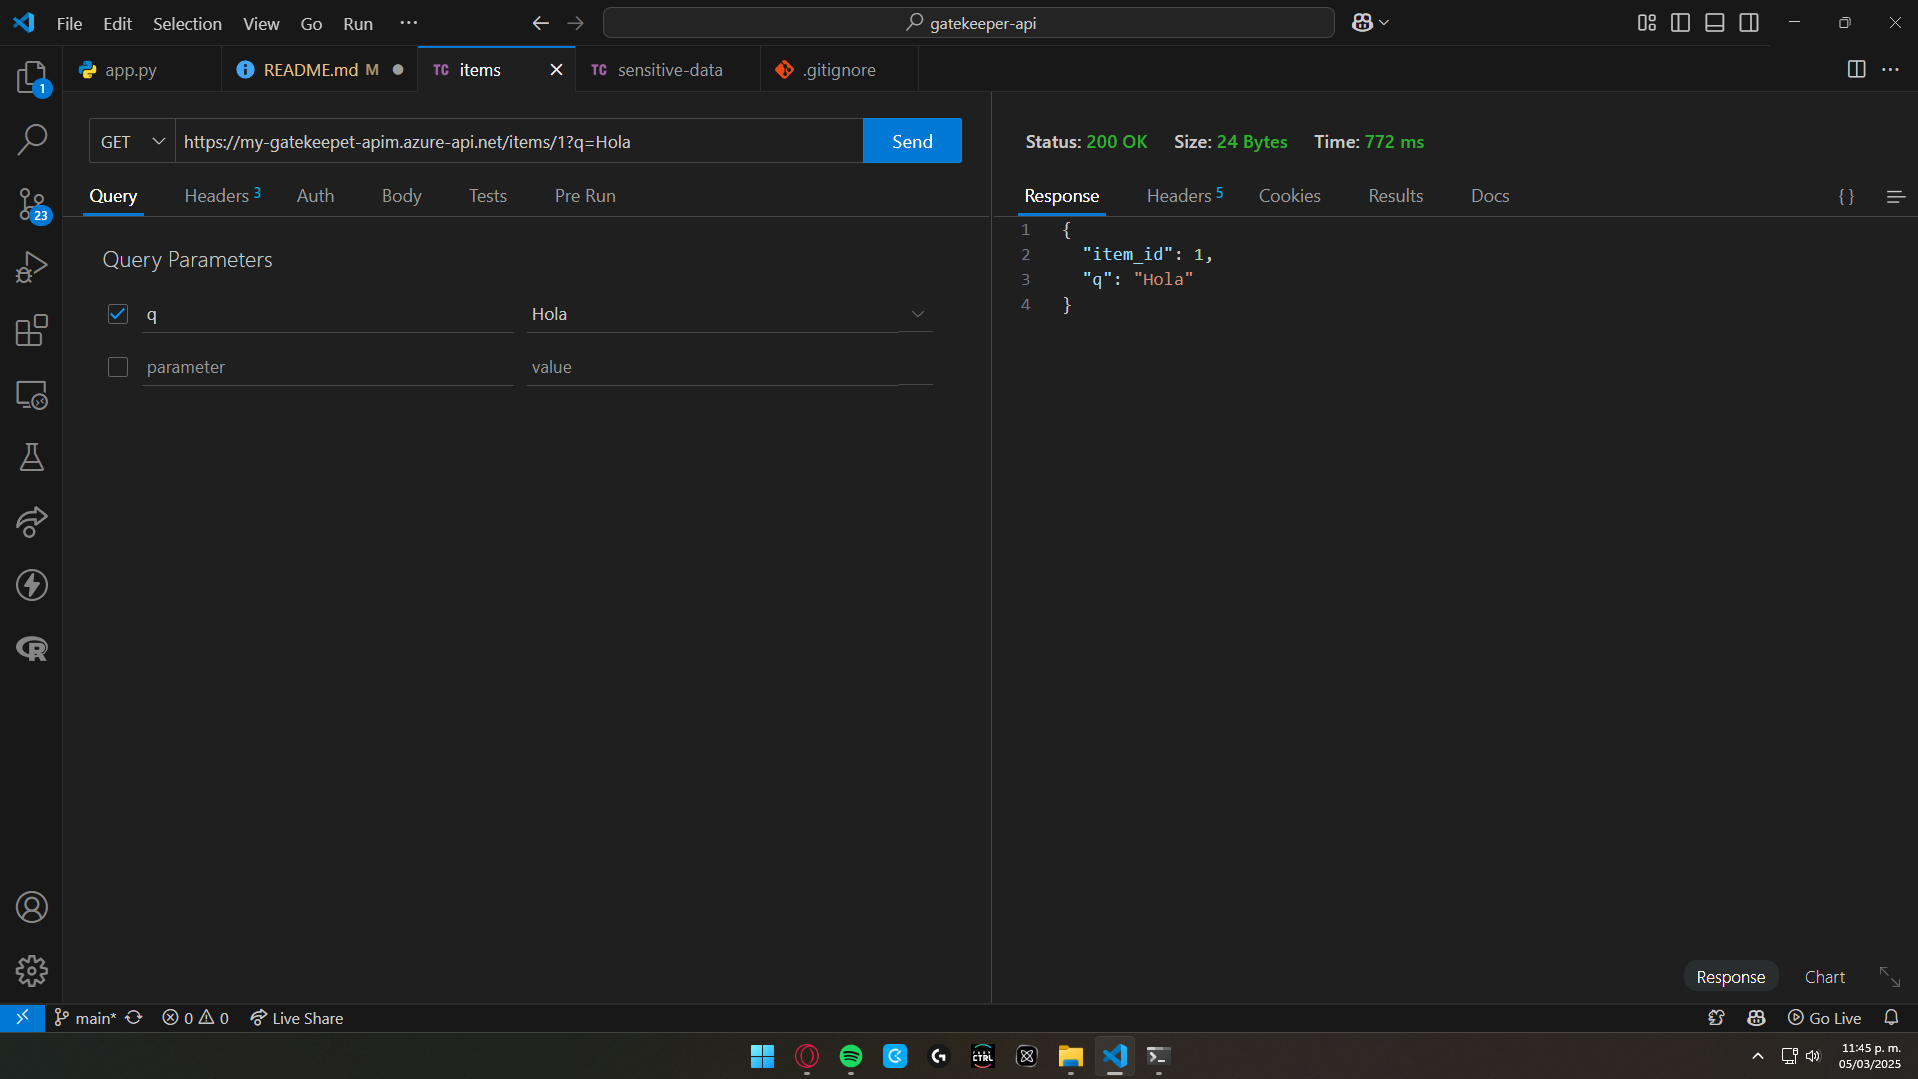 File Edit Selection View Go Run ···
gatekeeper-api
app.py
README.md M
TC items
TC sensitive-data
.gitignore
1
23
GET
https://my-gatekeepet-apim.azure-api.net/items/1?q=Hola
Send
Query Headers 3 Auth Body Tests Pre Run
Query Parameters
q Hola
parameter value
Status: 200 OK Size: 24 Bytes Time: 772 ms
Response Headers 5 Cookies Results Docs { }
1 {
2 "item_id": 1,
3 "q": "Hola"
4 }
Response Chart
main* 0 0 Live Share
Go Live
CTRL
11:45 p. m.
05/03/2025